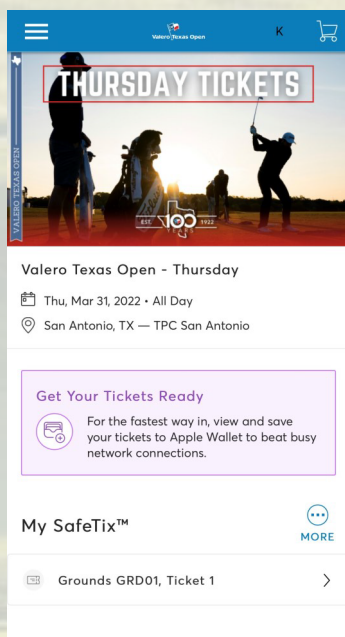 Valero Texas Open
K
THURSDAY TICKETS
VALERO TEXAS OPEN
EST. 100 1922
YEARS
Valero Texas Open - Thursday
Thu, Mar 31, 2022 • All Day
San Antonio, TX — TPC San Antonio
Get Your Tickets Ready
For the fastest way in, view and save
your tickets to Apple Wallet to beat busy
network connections.
My SafeTix™
MORE
Grounds GRD01, Ticket 1